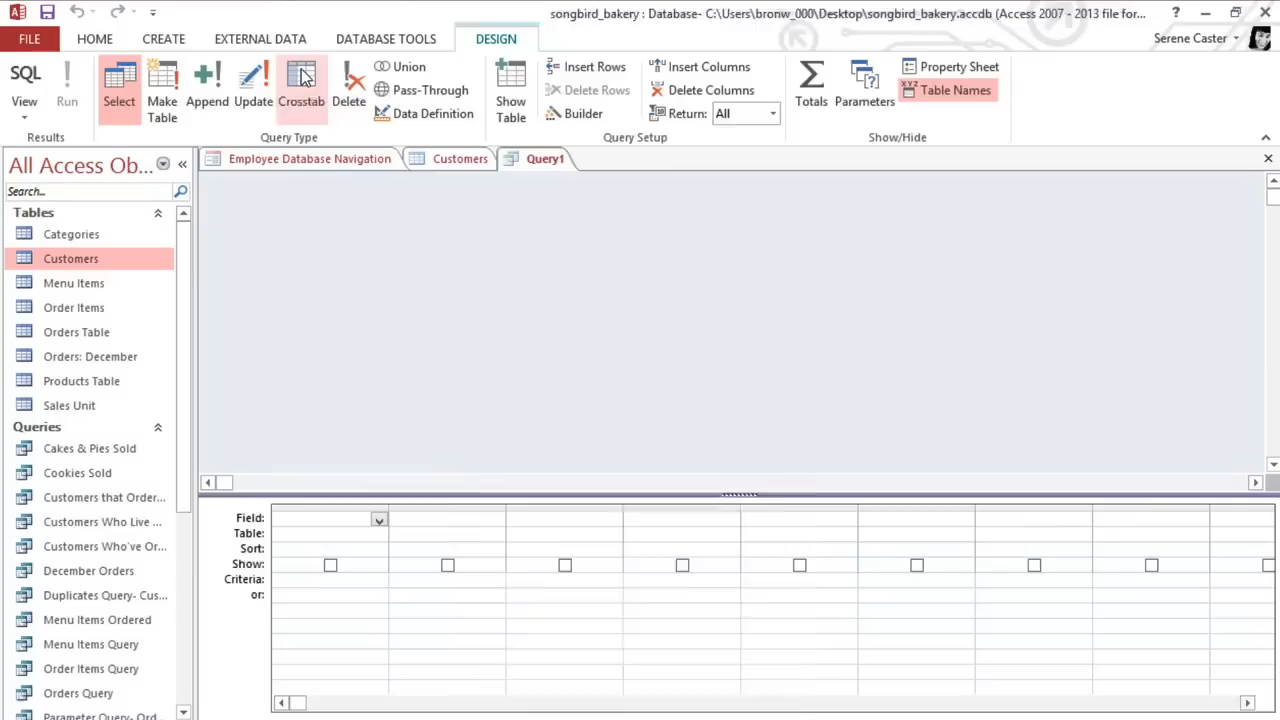 songbird_bakery : Database- C:\Users\bronw_000\Desktop\songbird_bakery.accdb (Access 2007 - 2013 file for...
FILE HOME CREATE EXTERNAL DATA DATABASE TOOLS DESIGN Serene Caster
SQL
View
Run
Results
Select
Make Table
Append
Update
Crosstab
Delete
Union
Pass-Through
Data Definition
Query Type
Show Table
Insert Rows
Delete Rows
Builder
Insert Columns
Delete Columns
Return: All
Query Setup
Totals
Parameters
Property Sheet
XYZ Table Names
Show/Hide
All Access Ob...
Search...
Employee Database Navigation Customers Query1
Tables
Categories
Customers
Menu Items
Order Items
Orders Table
Orders: December
Products Table
Sales Unit
Queries
Cakes & Pies Sold
Cookies Sold
Customers that Order...
Customers Who Live ...
Customers Who've Or...
December Orders
Duplicates Query- Cus...
Menu Items Ordered
Menu Items Query
Order Items Query
Orders Query
Parameter Query- Ord...
Field:
Table:
Sort:
Show:
Criteria:
or: